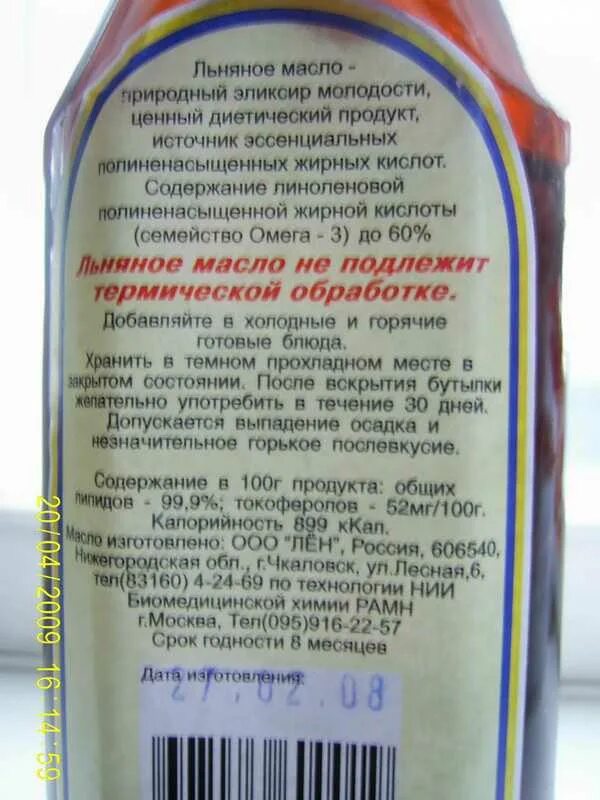 Льняное масло -
природный эликсир молодости,
ценный диетический продукт,
источник эссенциальных
полиненасыщенных жирных кислот.
Содержание линоленовой
полиненасыщенной жирной кислоты
(семейство Омега - 3) до 60%
Льняное масло не подлежит
термической обработке.
Добавляйте в холодные и горячие
готовые блюда.
Хранить в темном прохладном месте в
закрытом состоянии. После вскрытия бутылки
желательно употребить в течение 30 дней.
Допускается выпадение осадка и
незначительное горькое послевкусие.
Содержание в 100г продукта: общих
липидов - 99,9%; токоферолов - 52мг/100г.
Калорийность 899 кКал.
Масло изготовлено: ООО "ЛЁН", Россия, 606540,
Нижегородская обл., г.Чкаловск, ул.Лесная,6,
тел(83160) 4-24-69 по технологии НИИ
Биомедицинской химии РАМН
г.Москва, Тел(095)916-22-57
Срок годности 8 месяцев
Дата изготовления:
27.02.08
20/04/2009 16:14:59